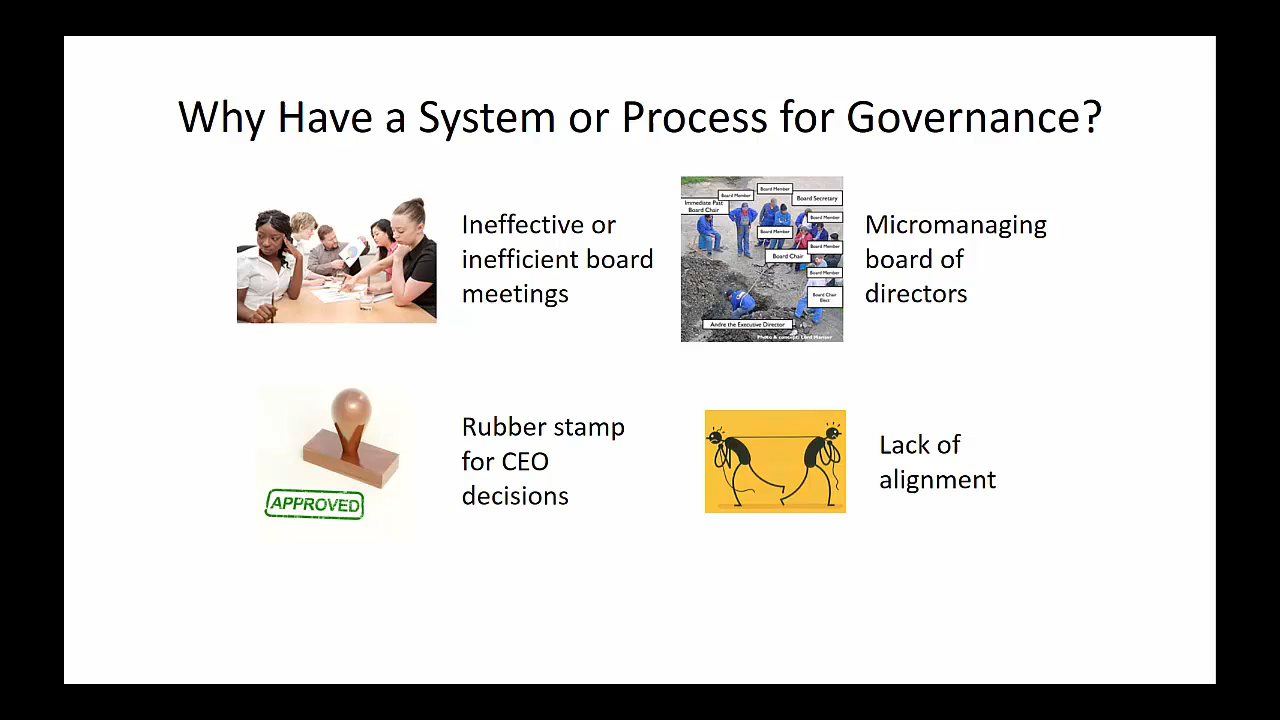 Why Have a System or Process for Governance?
Ineffective or
inefficient board
meetings
Board Member
Board Member
Immediate Past
Board Chair
Board Secretary
Board Member
Board Member
Board Member
Board Chair
Board Member
Board Chair
Elect
Andre the Executive Director
Micromanaging
board of
directors
APPROVED
Rubber stamp
for CEO
decisions
Lack of
alignment